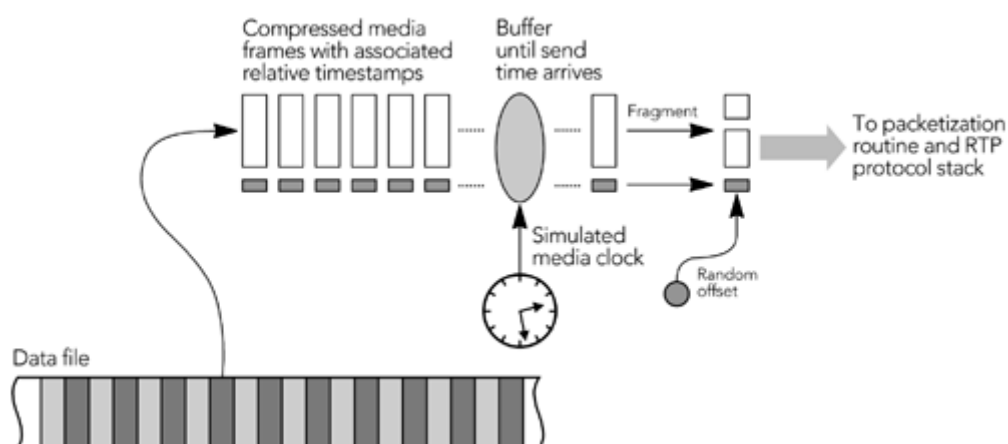 Compressed media
frames with associated
relative timestamps
Buffer
until send
time arrives
Fragment
To packetization
routine and RTP
protocol stack
Simulated
media clock
Random
offset
Data file